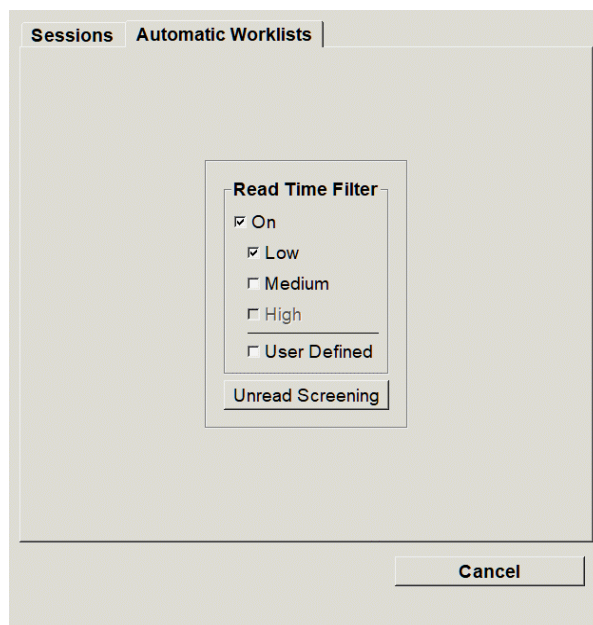 Sessions Automatic Worklists
Read Time Filter
On
Low
Medium
High
User Defined
Unread Screening
Cancel